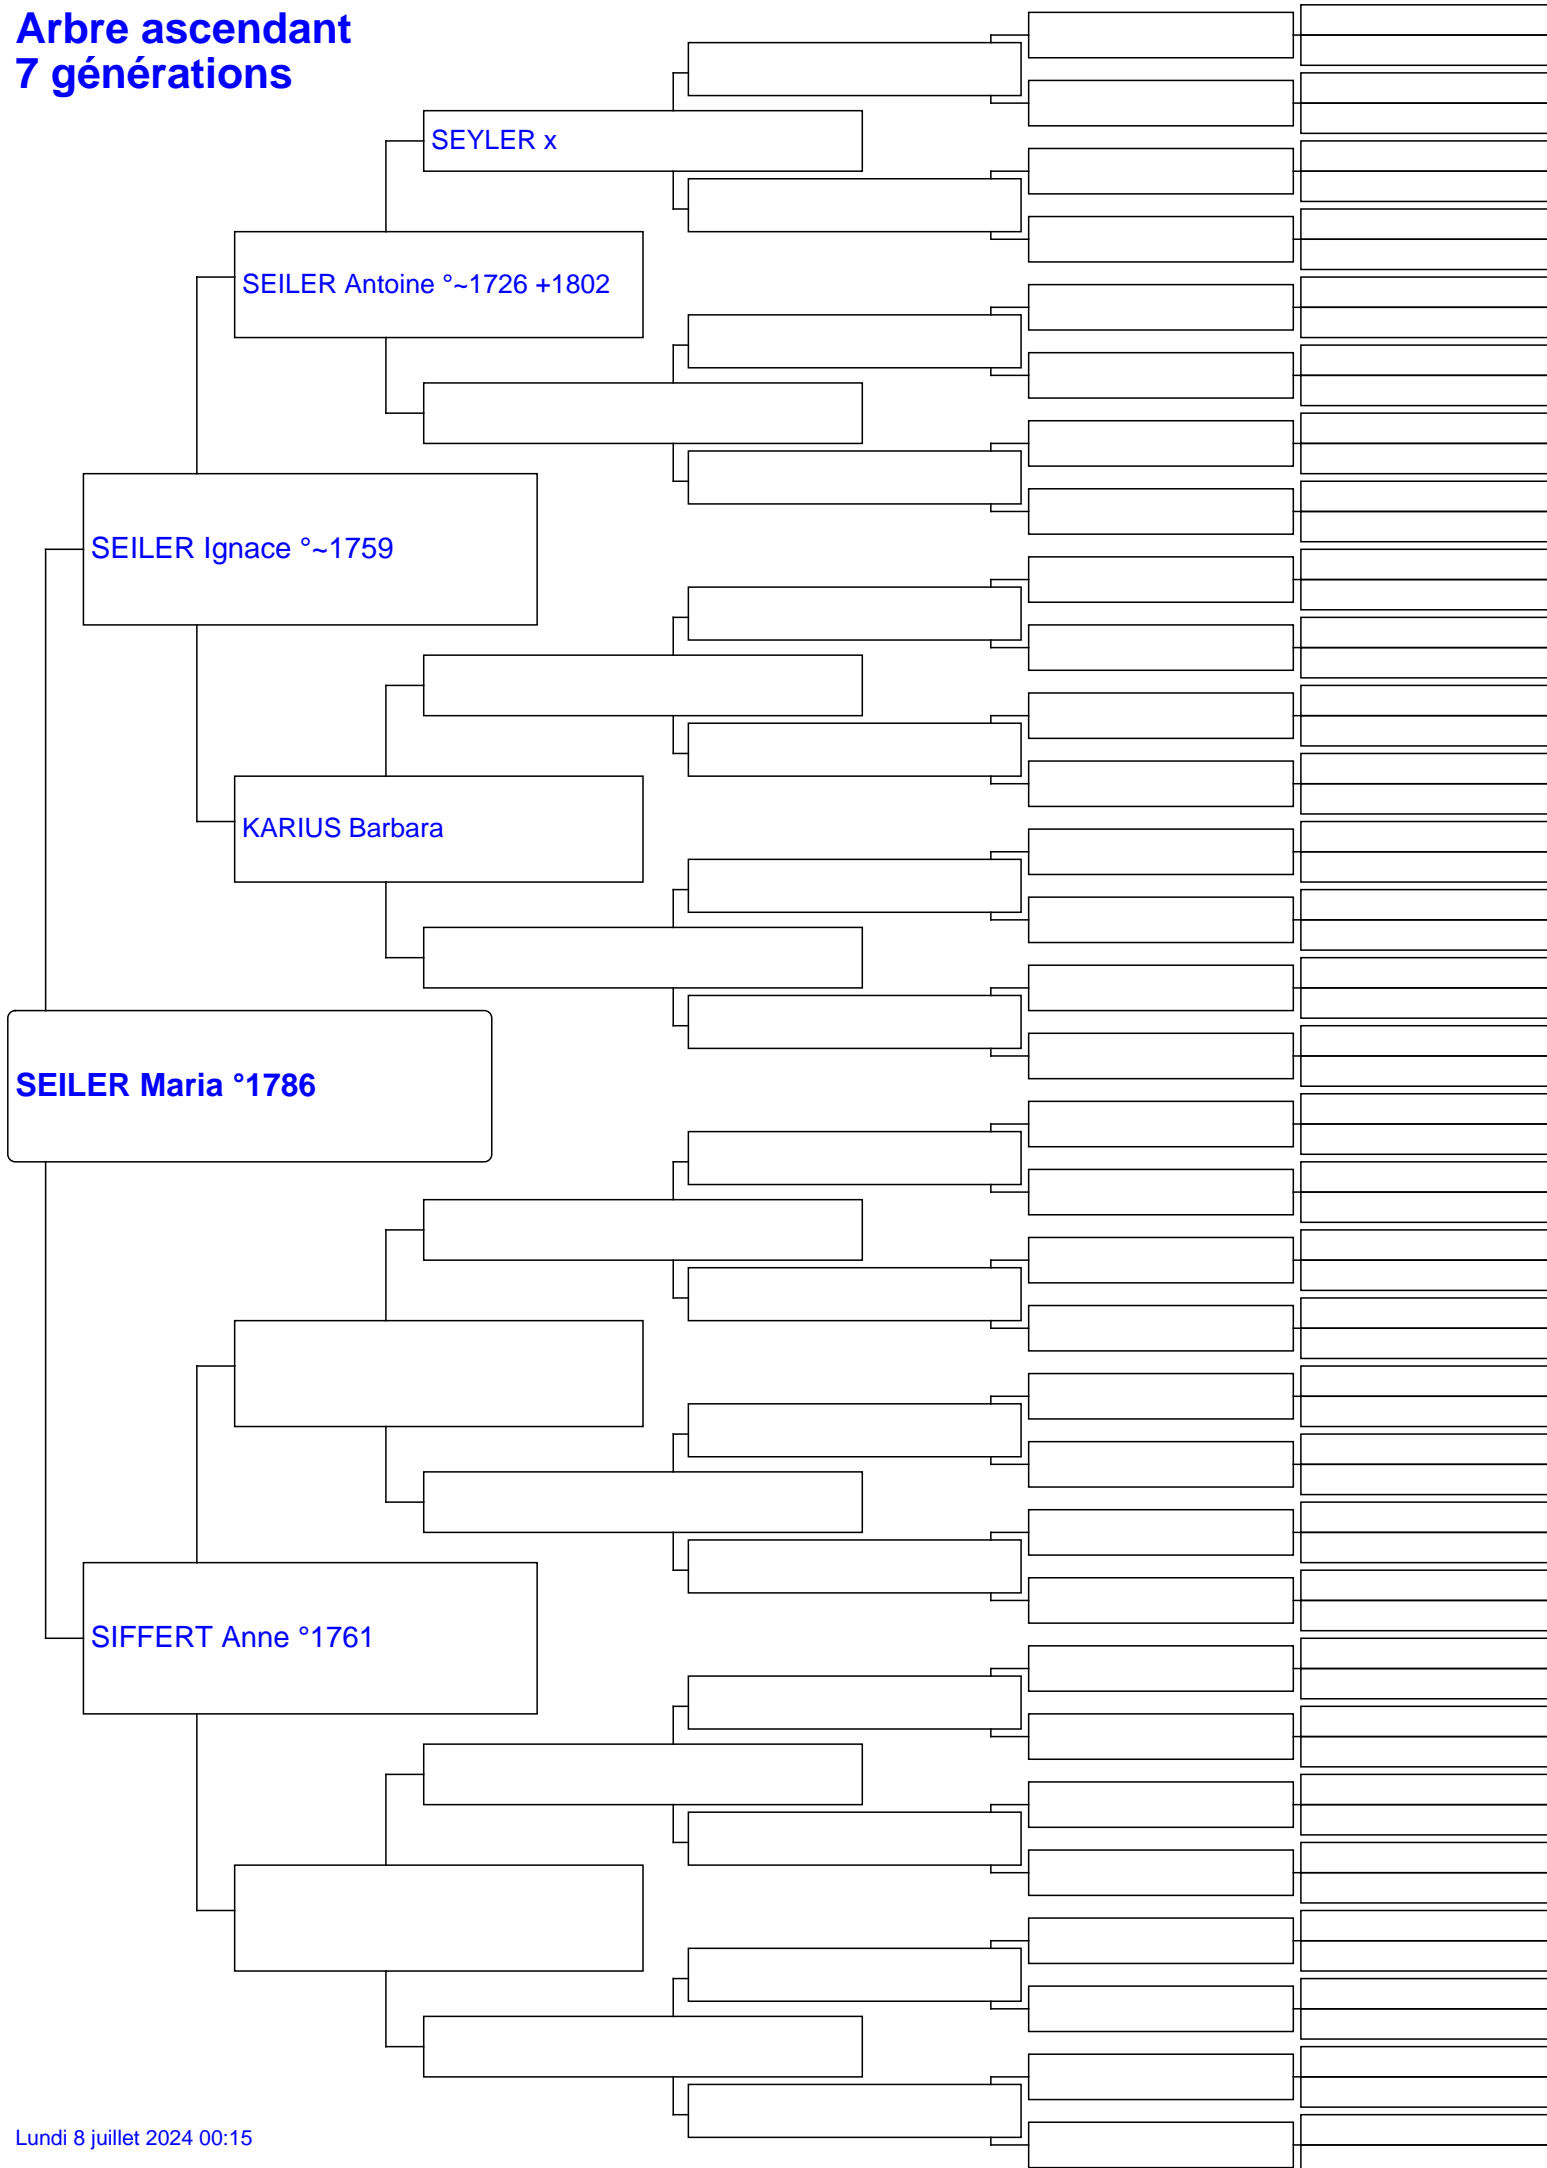 Arbre ascendant
7 générations
SEYLER x
SEILER Antoine °~1726 +1802
SEILER Ignace °~1759
KARIUS Barbara
SEILER Maria °1786
SIFFERT Anne °1761
Lundi 8 juillet 2024 00:15